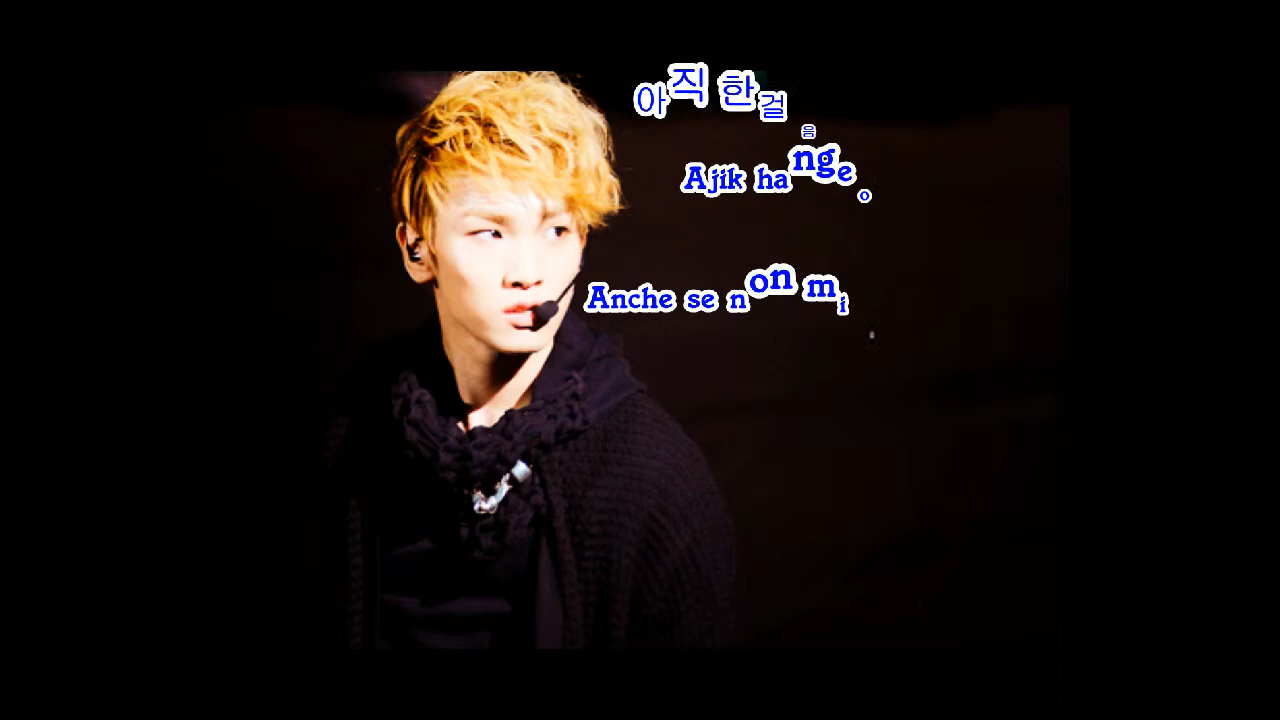 아직 한걸음
Ajik hangeo
Anche se non mi